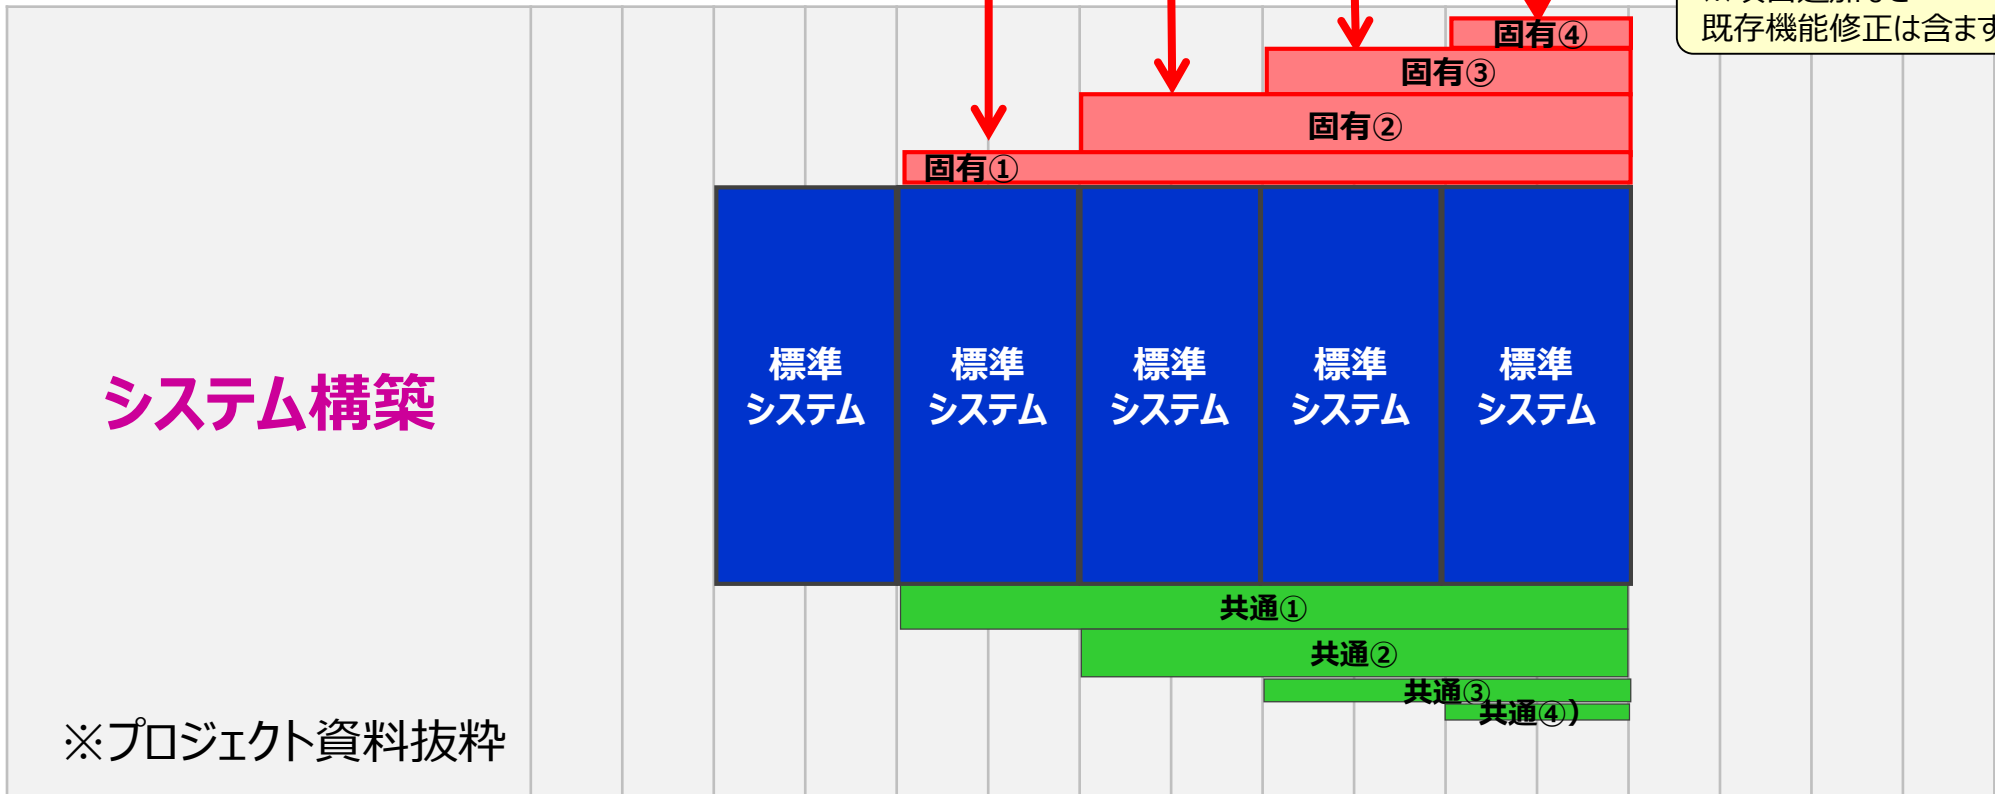 既存機能修正は含ます
固有④
固有③
固有②
固有①
標準
システム
標準
システム
標準
システム
標準
システム
標準
システム
システム構築
共通①
共通②
共通③
共通④）
※プロジェクト資料抜粋